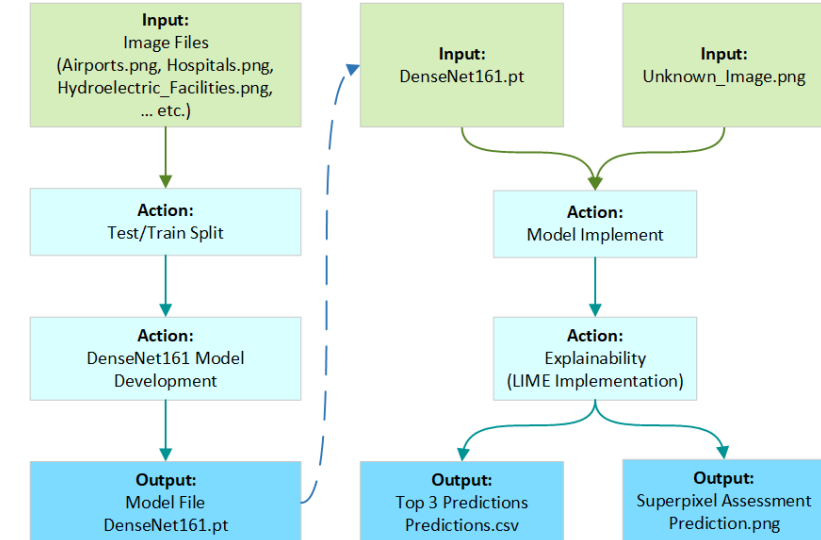 Input:
Image Files
(Airports.png, Hospitals.png,
Hydroelectric_Facilities.png,
... etc.)
Action:
Test/Train Split
Action:
DenseNet161 Model
Development
Output:
Model File
DenseNet161.pt
Input:
DenseNet161.pt
Input:
Unknown_Image.png
Action:
Model Implement
Action:
Explainability
(LIME Implementation)
Output:
Top 3 Predictions
Predictions.csv
Output:
Superpixel Assessment
Prediction.png